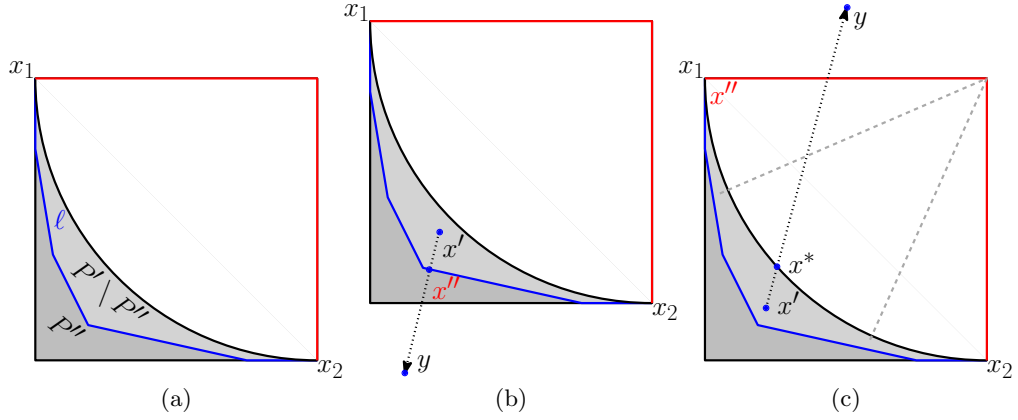 x₁
ℓ
P′ \ P″
P″
x₂
(a)
x₁
x′
x″
x₂
y
(b)
y
x₁
x″
x*
x′
x₂
(c)